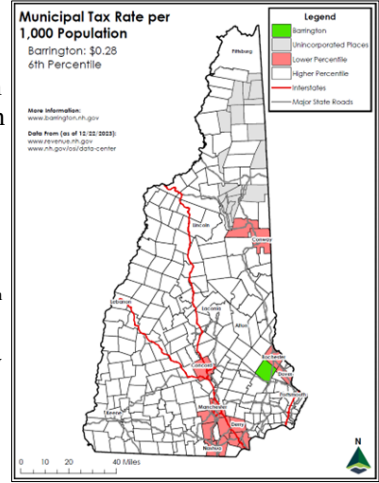 Municipal Tax Rate per
1,000 Population
Barrington: $0.28
6th Percentile
More Information:
www.barrington.nh.gov
Data From (as of 12/22/2023):
www.revenue.nh.gov
www.nh.gov/osi/data-center
Legend
Barrington
Unincorporated Places
Lower Percentile
Higher Percentile
Interstates
Major State Roads
Pittsburg
Lincoln
Conway
Lebanon
Laconia
Alton
Rochester
Dover
Concord
Portsmouth
Keene
Manchester
Derry
Nashua
0 10 20 40 Miles
N